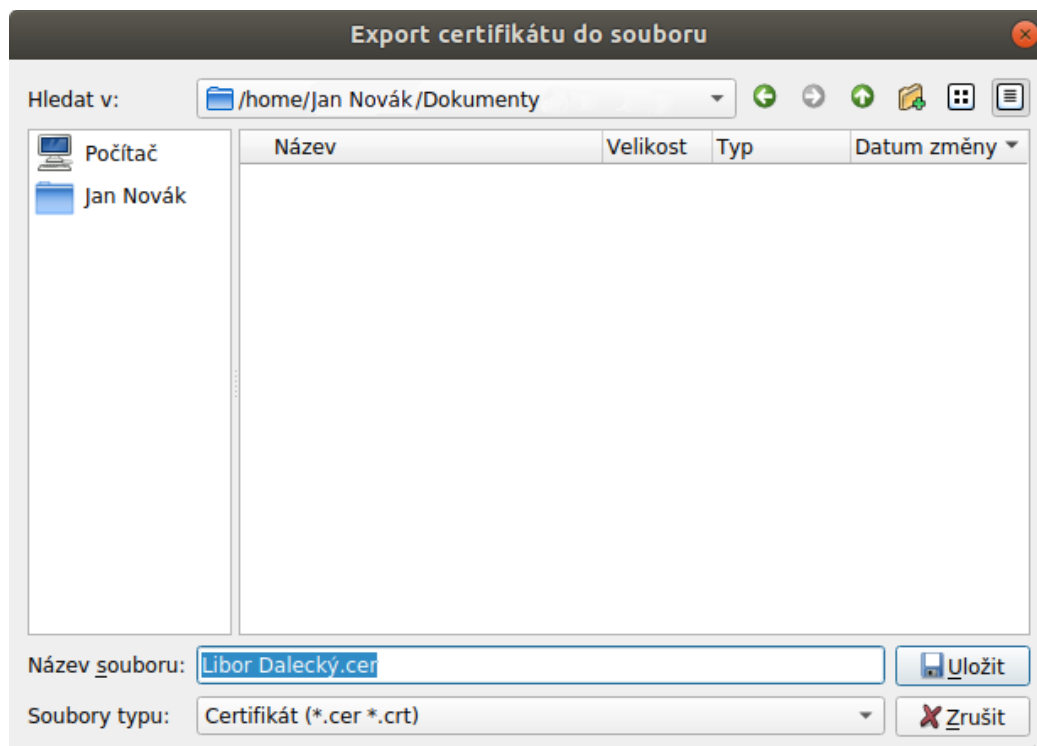 Export certifikátu do souboru
Hledat v: /home/Jan Novák/Dokumenty
Počítač
Jan Novák
Název Velikost Typ Datum změny
Název souboru: Libor Dalecký.cer Uložit
Soubory typu: Certifikát (*.cer *.crt) Zrušit